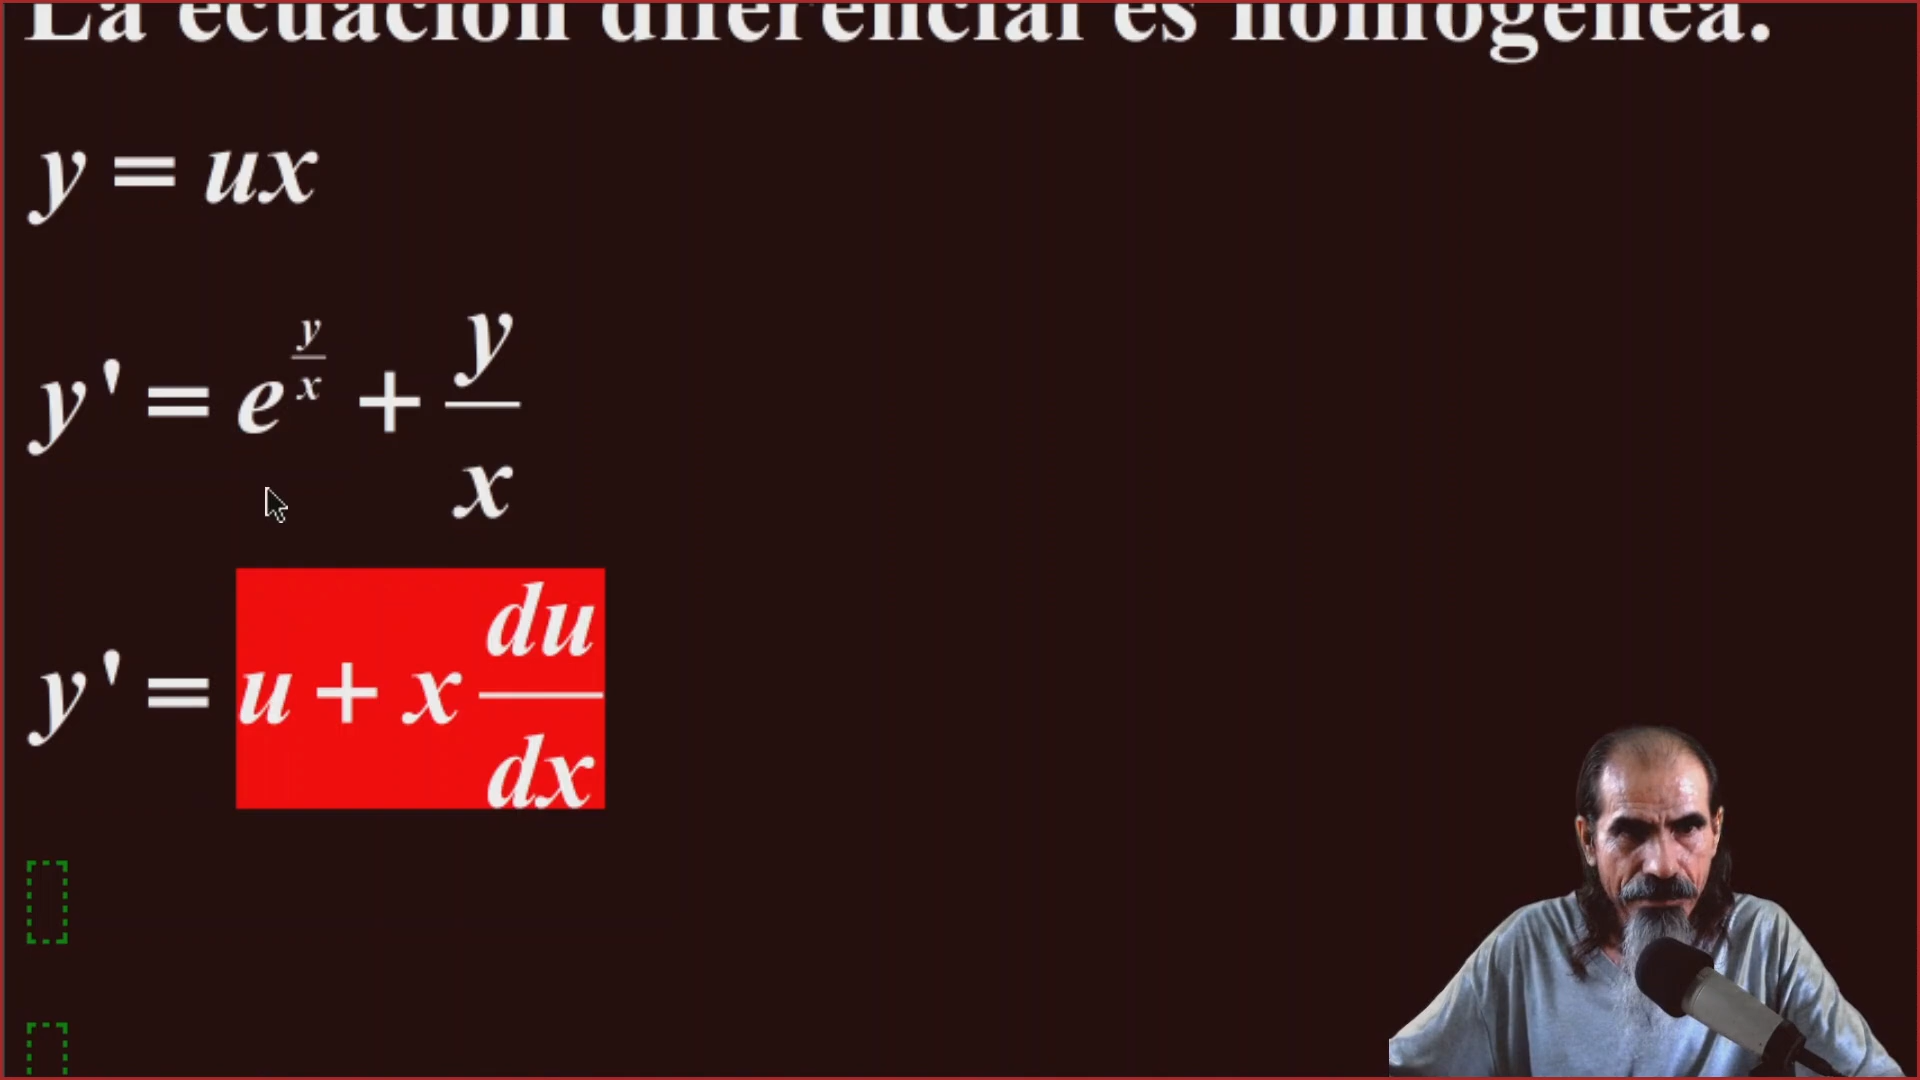 La ecuación diferencial es homogénea.
y = ux
y' = e^{y/x} + y/x
y' = u + x du/dx